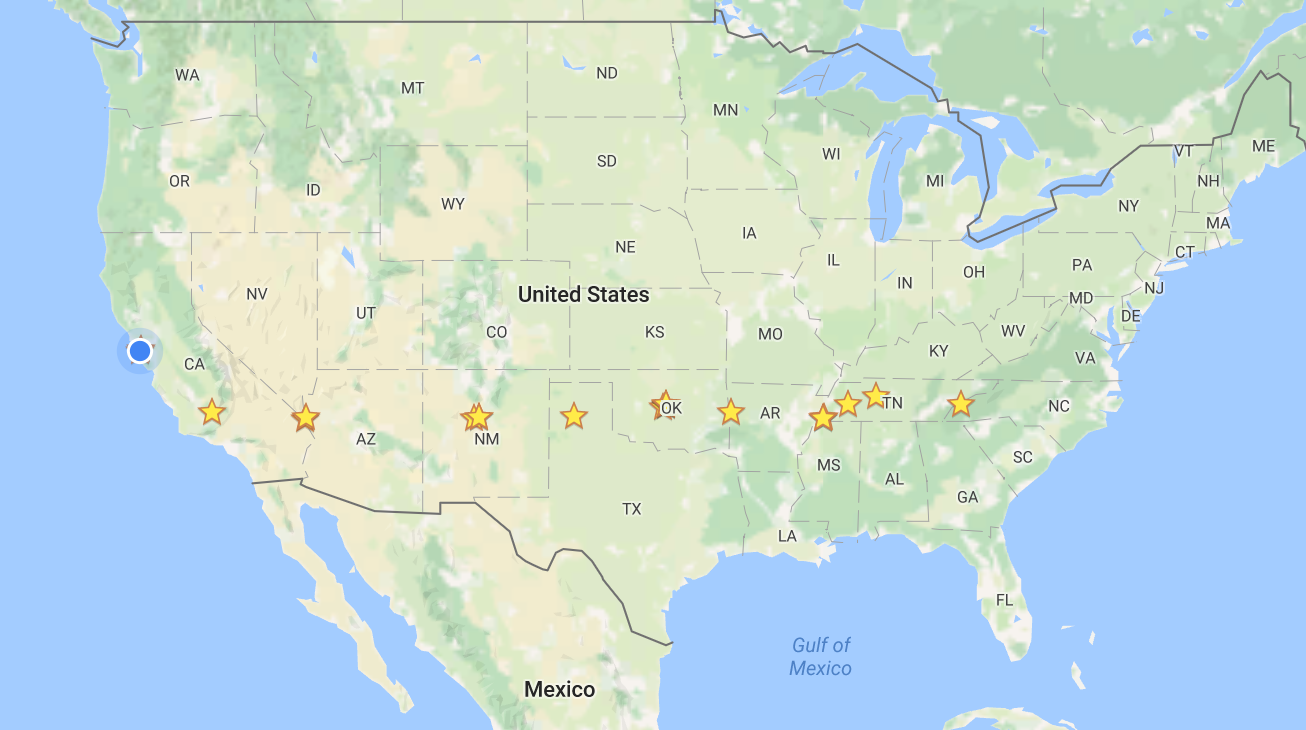 WA
MT
ND
MN
OR
ID
SD
WI
MI
VT
ME
NH
WY
NY
MA
NE
IA
CT
IL
IN
OH
PA
NJ
NV
UT
United States
MD
DE
CO
KS
MO
WV
VA
KY
CA
OK
AR
TN
NC
AZ
NM
MS
SC
AL
GA
TX
LA
FL
Gulf of
Mexico
Mexico